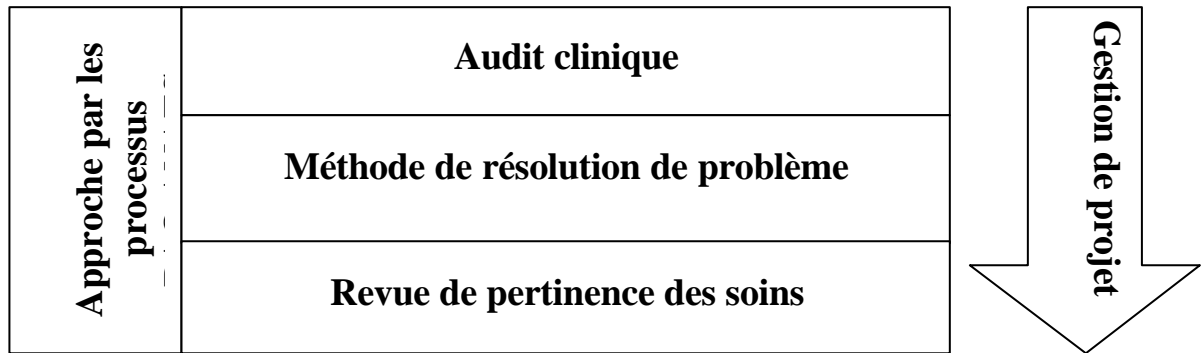 Approche par les
processus
Audit clinique
Méthode de résolution de problème
Revue de pertinence des soins
Gestion de projet